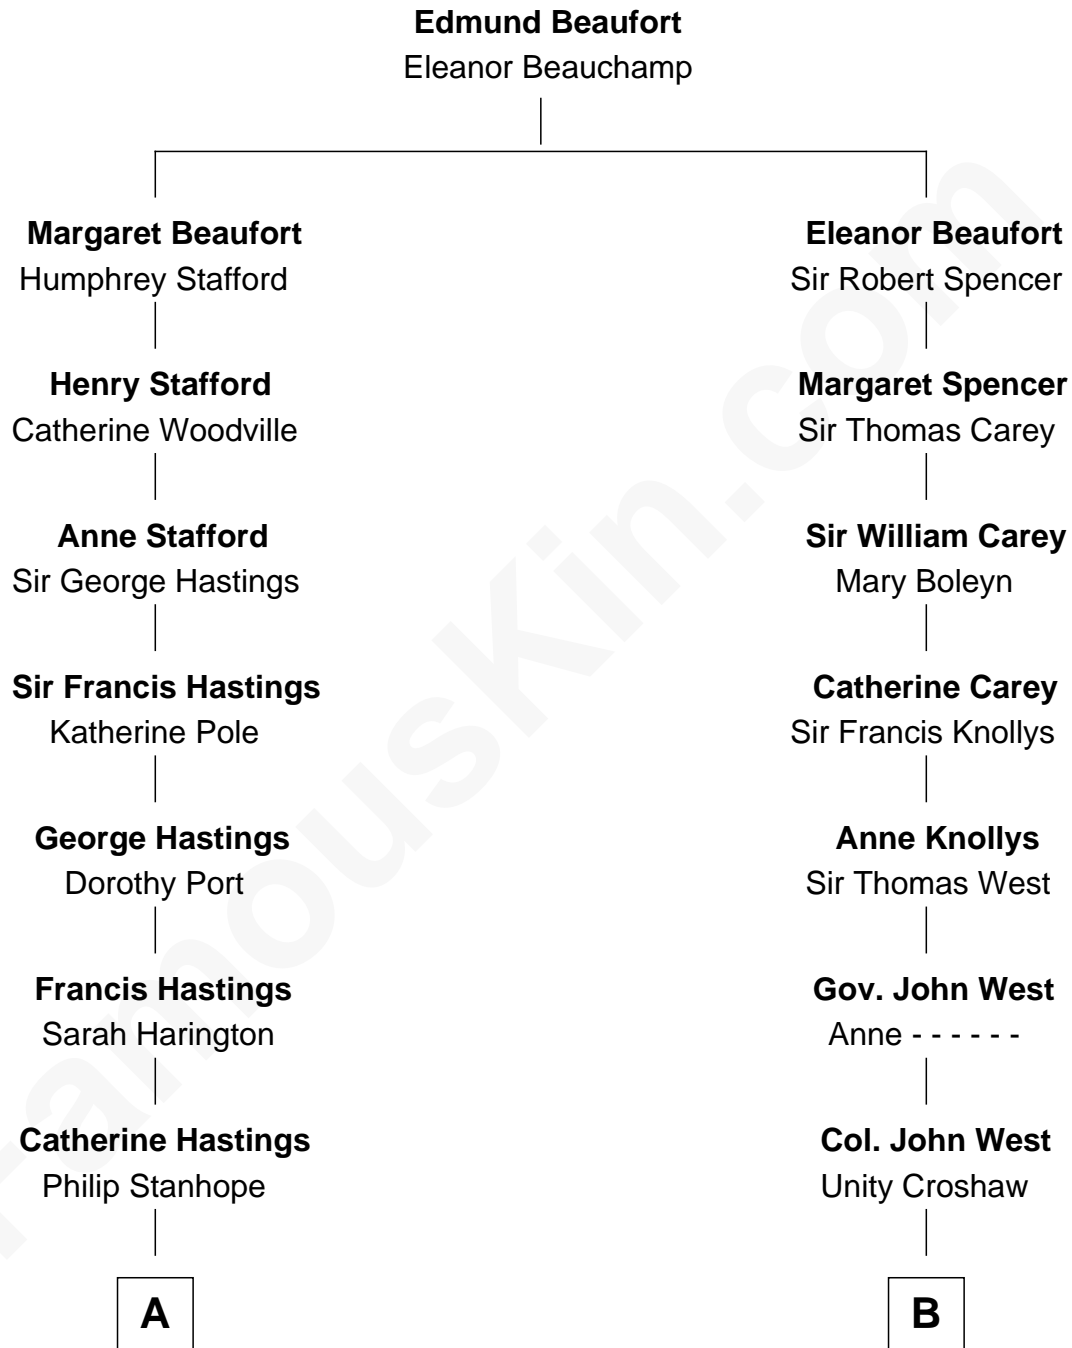 Edmund Beaufort
Eleanor Beauchamp
Margaret Beaufort
Humphrey Stafford
Eleanor Beaufort
Sir Robert Spencer
Henry Stafford
Catherine Woodville
Margaret Spencer
Sir Thomas Carey
Anne Stafford
Sir George Hastings
Sir William Carey
Mary Boleyn
Sir Francis Hastings
Katherine Pole
Catherine Carey
Sir Francis Knollys
George Hastings
Dorothy Port
Anne Knollys
Sir Thomas West
Francis Hastings
Sarah Harington
Gov. John West
Anne - - - - - -
Catherine Hastings
Philip Stanhope
Col. John West
Unity Croshaw
A
B
FamousKin.com